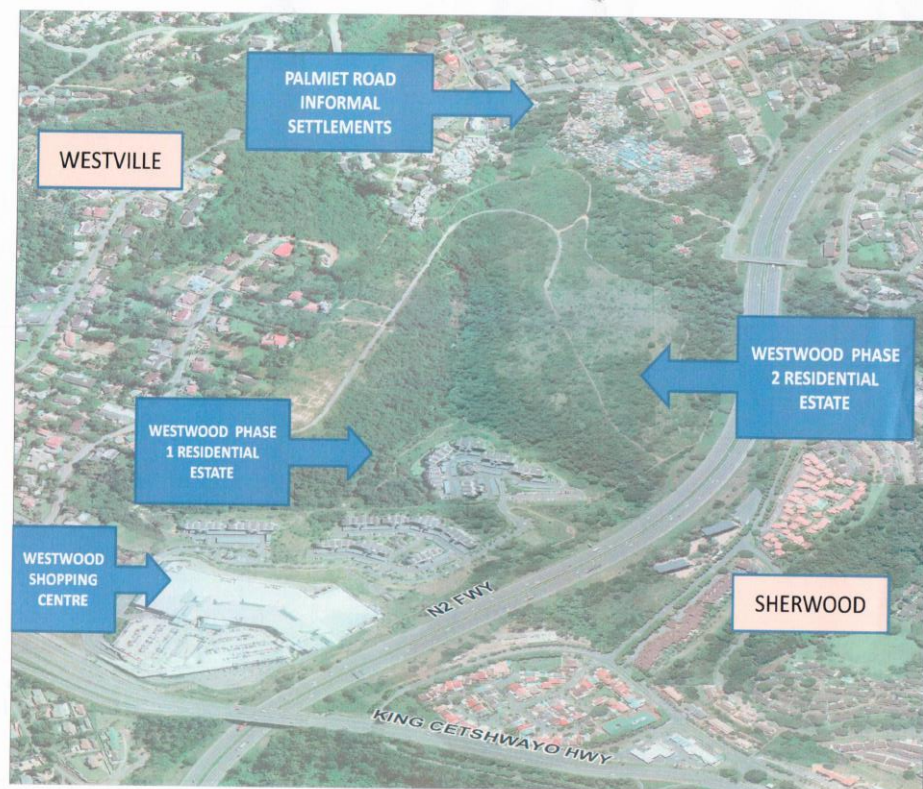 PALMIET ROAD
INFORMAL
SETTLEMENTS
WESTVILLE
WESTWOOD PHASE
2 RESIDENTIAL
ESTATE
WESTWOOD PHASE
1 RESIDENTIAL
ESTATE
WESTWOOD
SHOPPING
CENTRE
SHERWOOD
N2 FWY
KING CETSHWAYO HWY